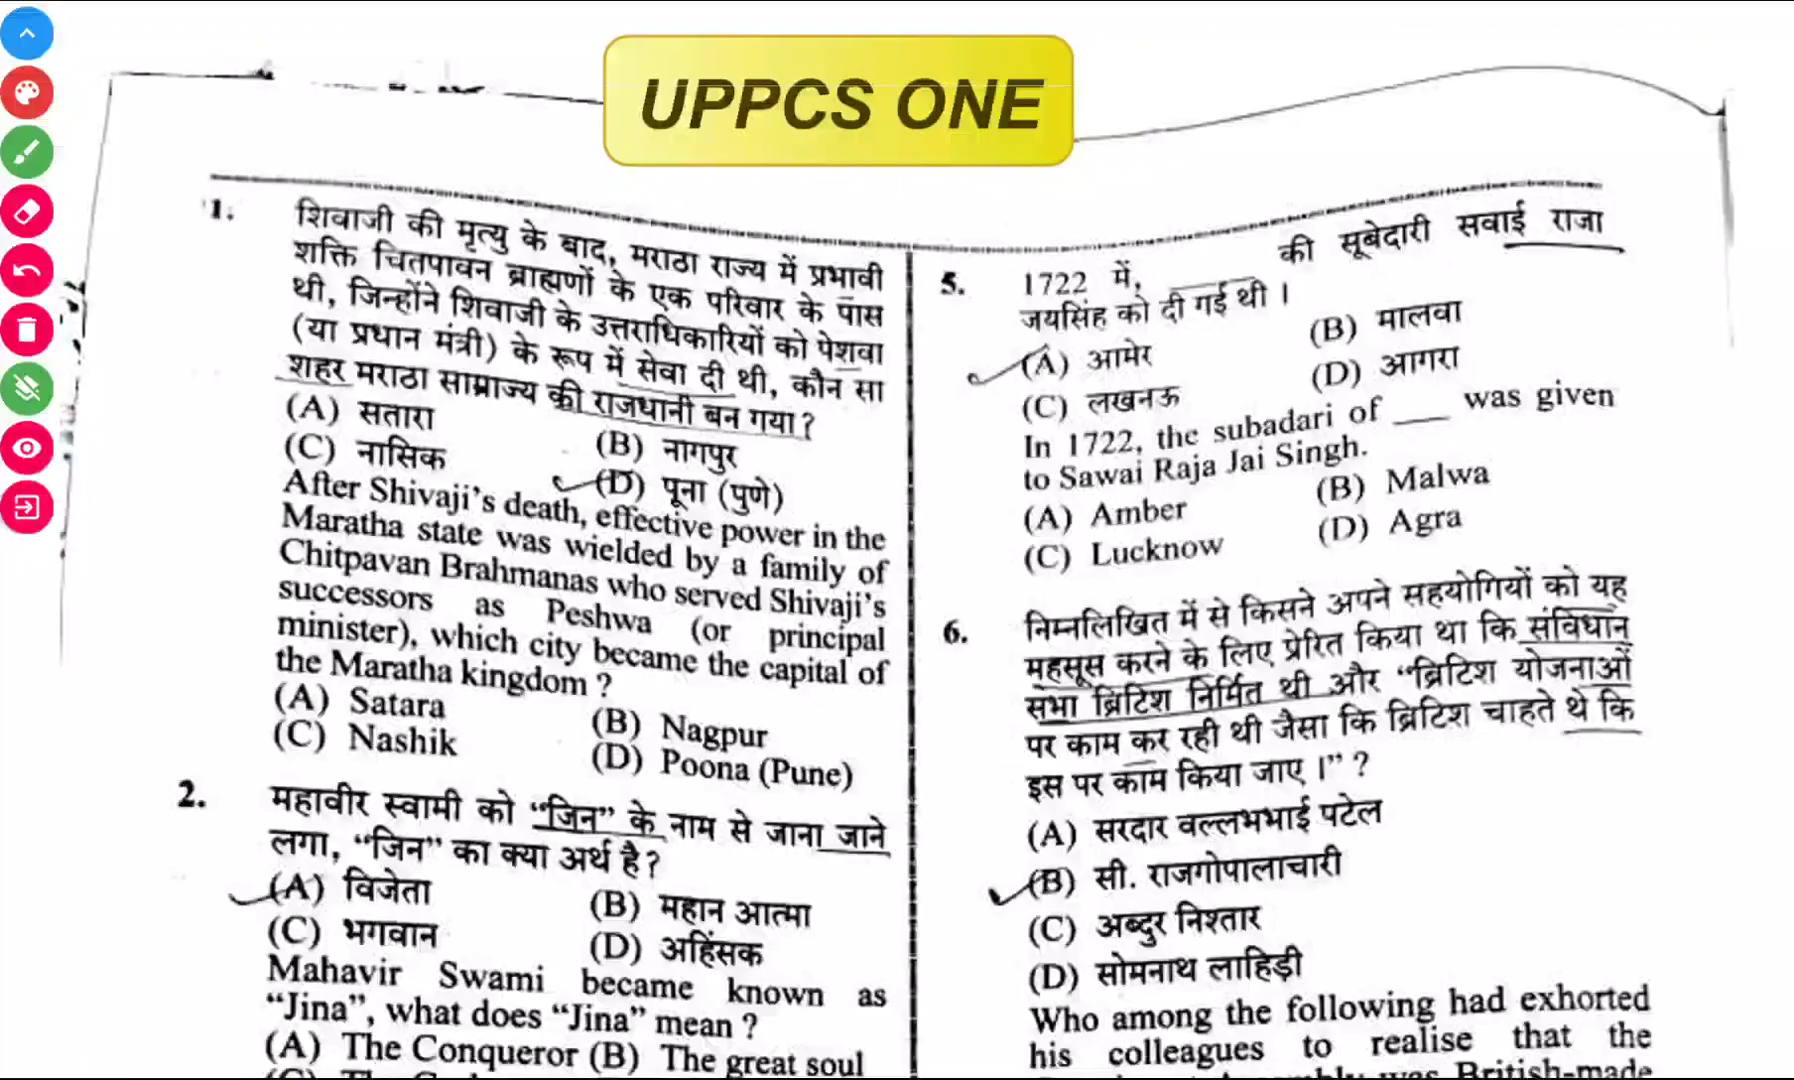 UPPCS ONE
1. शिवाजी की मृत्यु के बाद, मराठा राज्य में प्रभावी
शक्ति चितपावन ब्राह्मणों के एक परिवार के पास
थी, जिन्होंने शिवाजी के उत्तराधिकारियों को पेशवा
(या प्रधान मंत्री) के रूप में सेवा दी थी, कौन सा
शहर मराठा साम्राज्य की राजधानी बन गया ?
(A) सतारा (B) नागपुर
(C) नासिक (D) पूना (पुणे)
After Shivaji's death, effective power in the
Maratha state was wielded by a family of
Chitpavan Brahmanas who served Shivaji's
successors as Peshwa (or principal
minister), which city became the capital of
the Maratha kingdom ?
(A) Satara (B) Nagpur
(C) Nashik (D) Poona (Pune)
2. महावीर स्वामी को “जिन” के नाम से जाना जाने
लगा, “जिन” का क्या अर्थ है ?
(A) विजेता (B) महान आत्मा
(C) भगवान (D) अहिंसक
Mahavir Swami became known as
“Jina”, what does “Jina” mean ?
(A) The Conqueror (B) The great soul
5. 1722 में, ____ की सूबेदारी सवाई राजा
जयसिंह को दी गई थी ।
(A) आमेर (B) मालवा
(C) लखनऊ (D) आगरा
In 1722, the subadari of ____ was given
to Sawai Raja Jai Singh.
(A) Amber (B) Malwa
(C) Lucknow (D) Agra
6. निम्नलिखित में से किसने अपने सहयोगियों को यह
महसूस करने के लिए प्रेरित किया था कि संविधान
सभा ब्रिटिश निर्मित थी और “ब्रिटिश योजनाओं
पर काम कर रही थी जैसा कि ब्रिटिश चाहते थे कि
इस पर काम किया जाए ।” ?
(A) सरदार वल्लभभाई पटेल
(B) सी. राजगोपालाचारी
(C) अब्दुर निश्तार
(D) सोमनाथ लाहिड़ी
Who among the following had exhorted
his colleagues to realise that the
was British-made